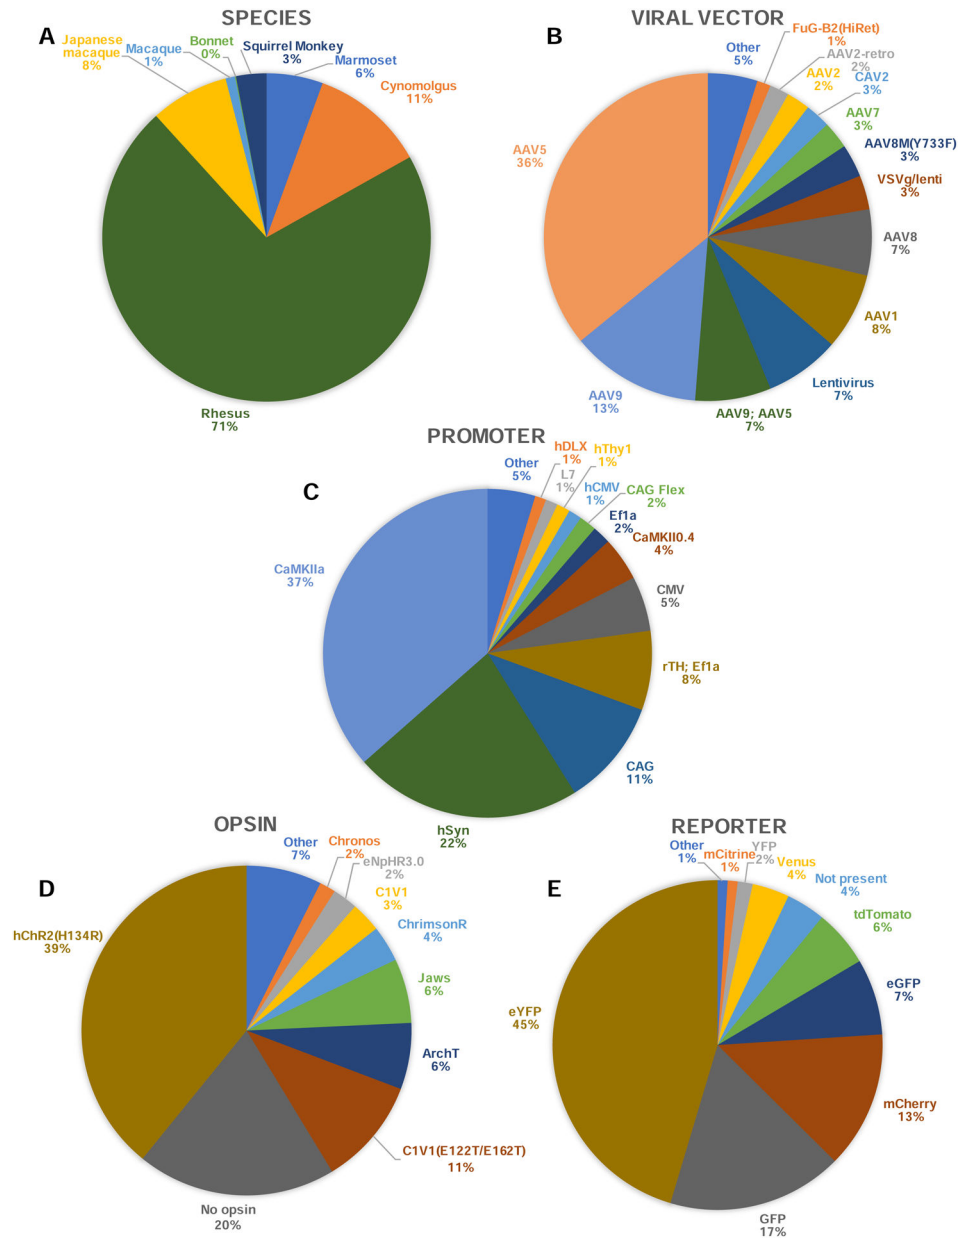 SPECIES
A
Japanese
macaque
8%
Macaque
1%
Bonnet
0%
Squirrel Monkey
3%
Marmoset
6%
Cynomolgus
11%
Rhesus
71%
VIRAL VECTOR
B
Other
5%
FuG-B2(HiRet)
1%
AAV2-retro
2%
AAV2
2%
CAV2
3%
AAV7
3%
AAV8M(Y733F)
3%
VSVg/lenti
3%
AAV8
7%
AAV1
8%
Lentivirus
7%
AAV9; AAV5
7%
AAV9
13%
AAV5
36%
PROMOTER
C
Other
5%
hDLX
1%
L7
1%
hThy1
1%
hCMV
1%
CAG Flex
2%
Ef1a
2%
CaMKII0.4
4%
CMV
5%
rTH; Ef1a
8%
CAG
11%
hSyn
22%
CaMKIIa
37%
OPSIN
D
Other
7%
Chronos
2%
eNpHR3.0
2%
C1V1
3%
ChrimsonR
4%
Jaws
6%
ArchT
6%
C1V1(E122T/E162T)
11%
No opsin
20%
hChR2(H134R)
39%
REPORTER
E
Other
1%
mCitrine
1%
YFP
2%
Venus
4%
Not present
4%
tdTomato
6%
eGFP
7%
mCherry
13%
GFP
17%
eYFP
45%